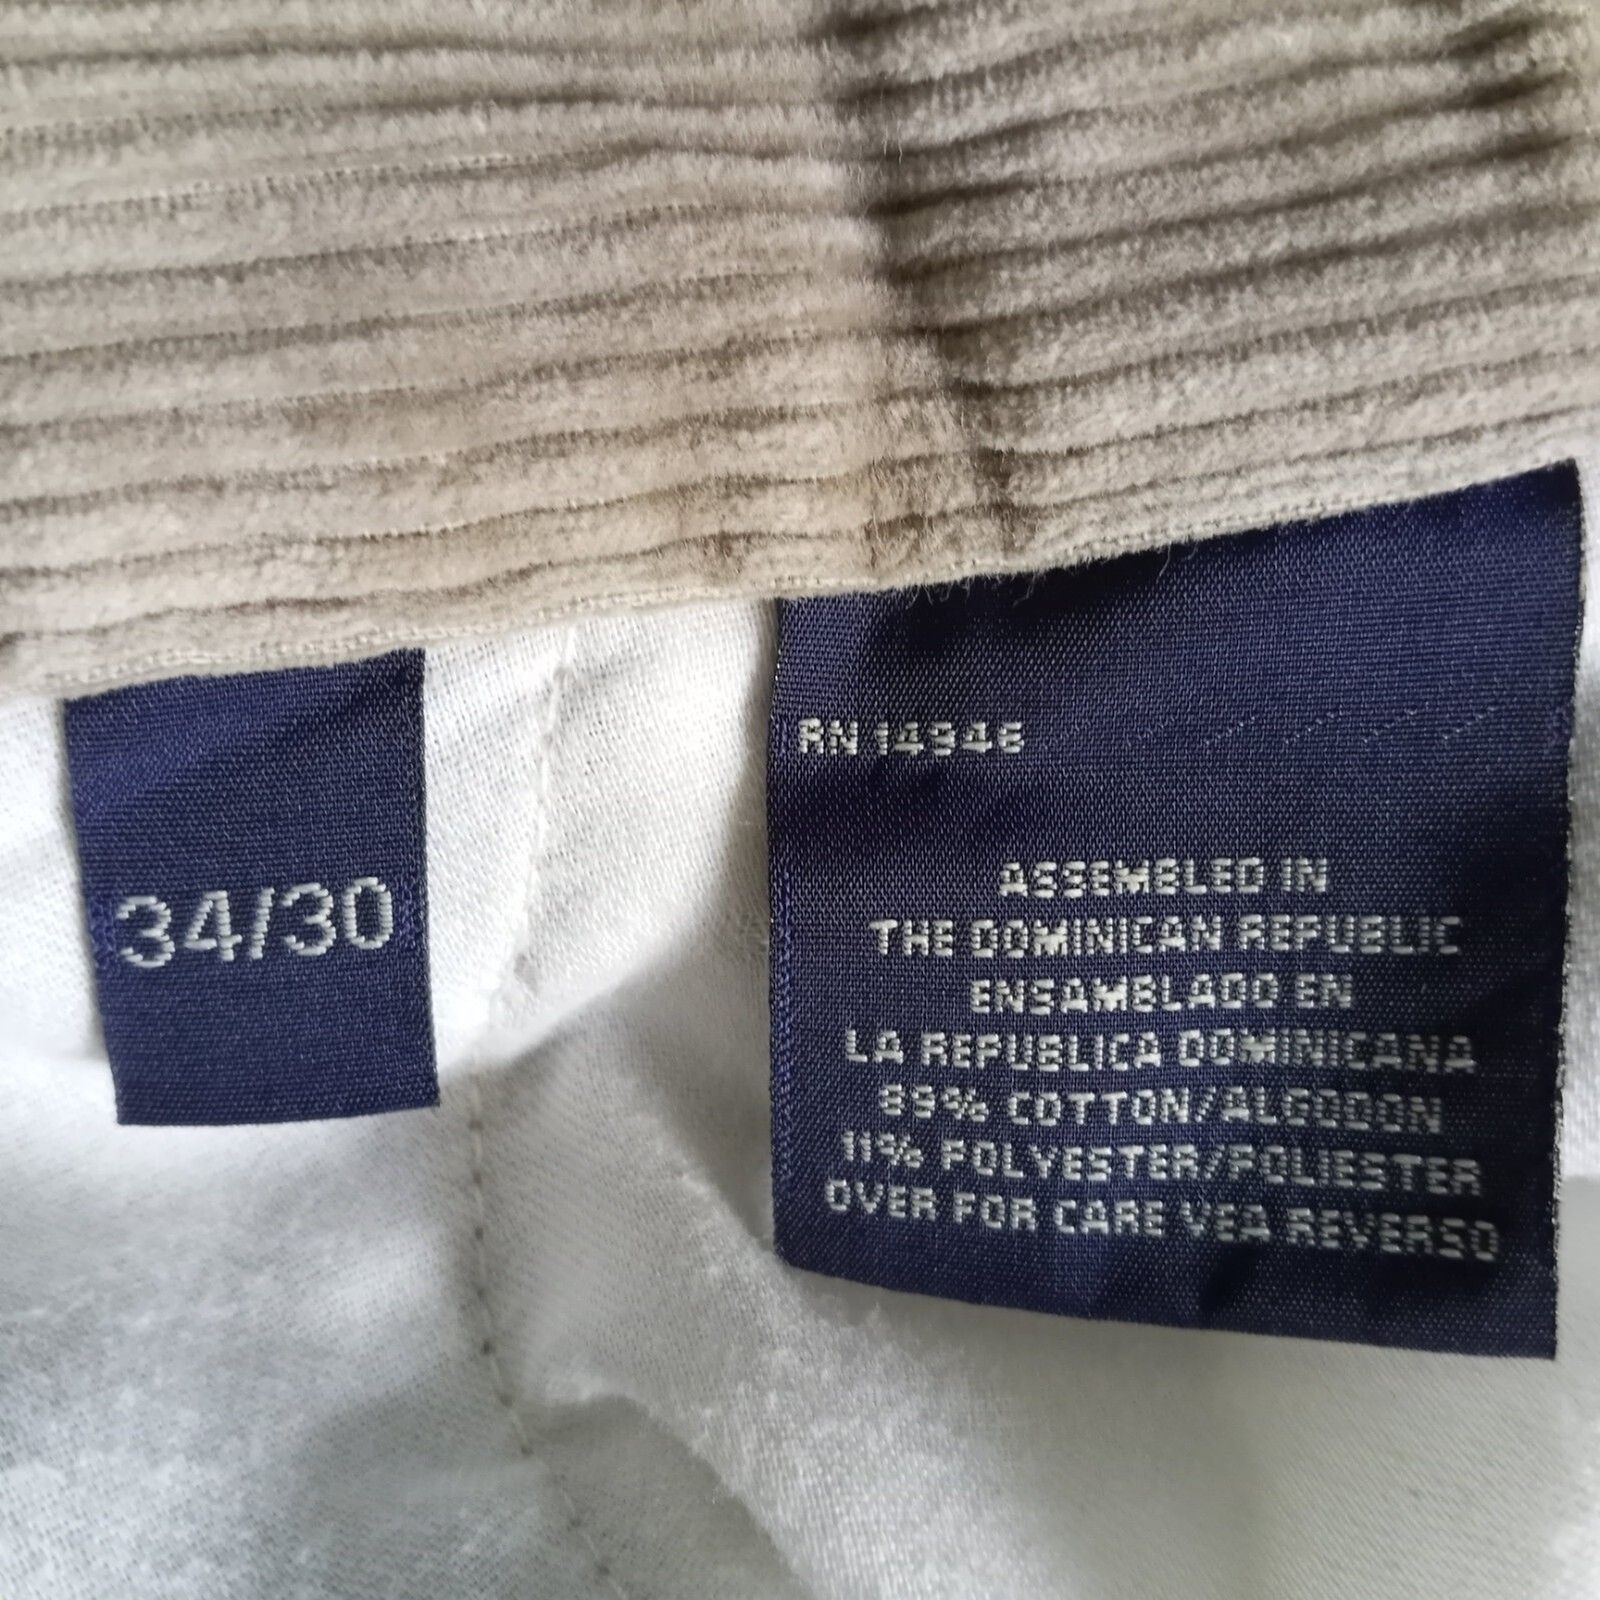 34/30
RN 14946
ASSEMBLED IN
THE DOMINICAN REPUBLIC
ENSAMBLADO EN
LA REPUBLICA DOMINICANA
89% COTTON/ALGODON
11% POLYESTER/POLIESTER
OVER FOR CARE VEA REVERSO